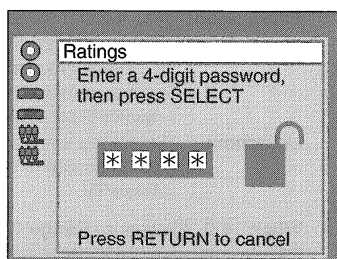 Ratings
Enter a 4-digit password,
then press SELECT
* * * *
Press RETURN to cancel